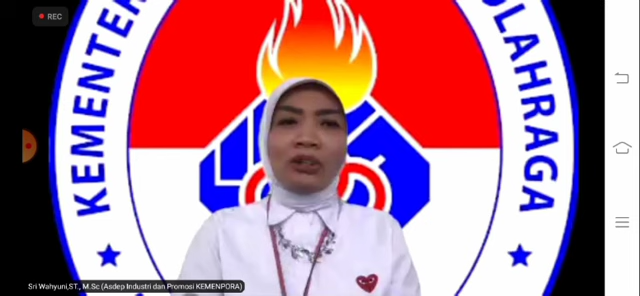 REC
KEMENTER
OLAHRAGA
Sri Wahyuni,ST., M.Sc (Asdep Industri dan Promosi KEMENPORA)